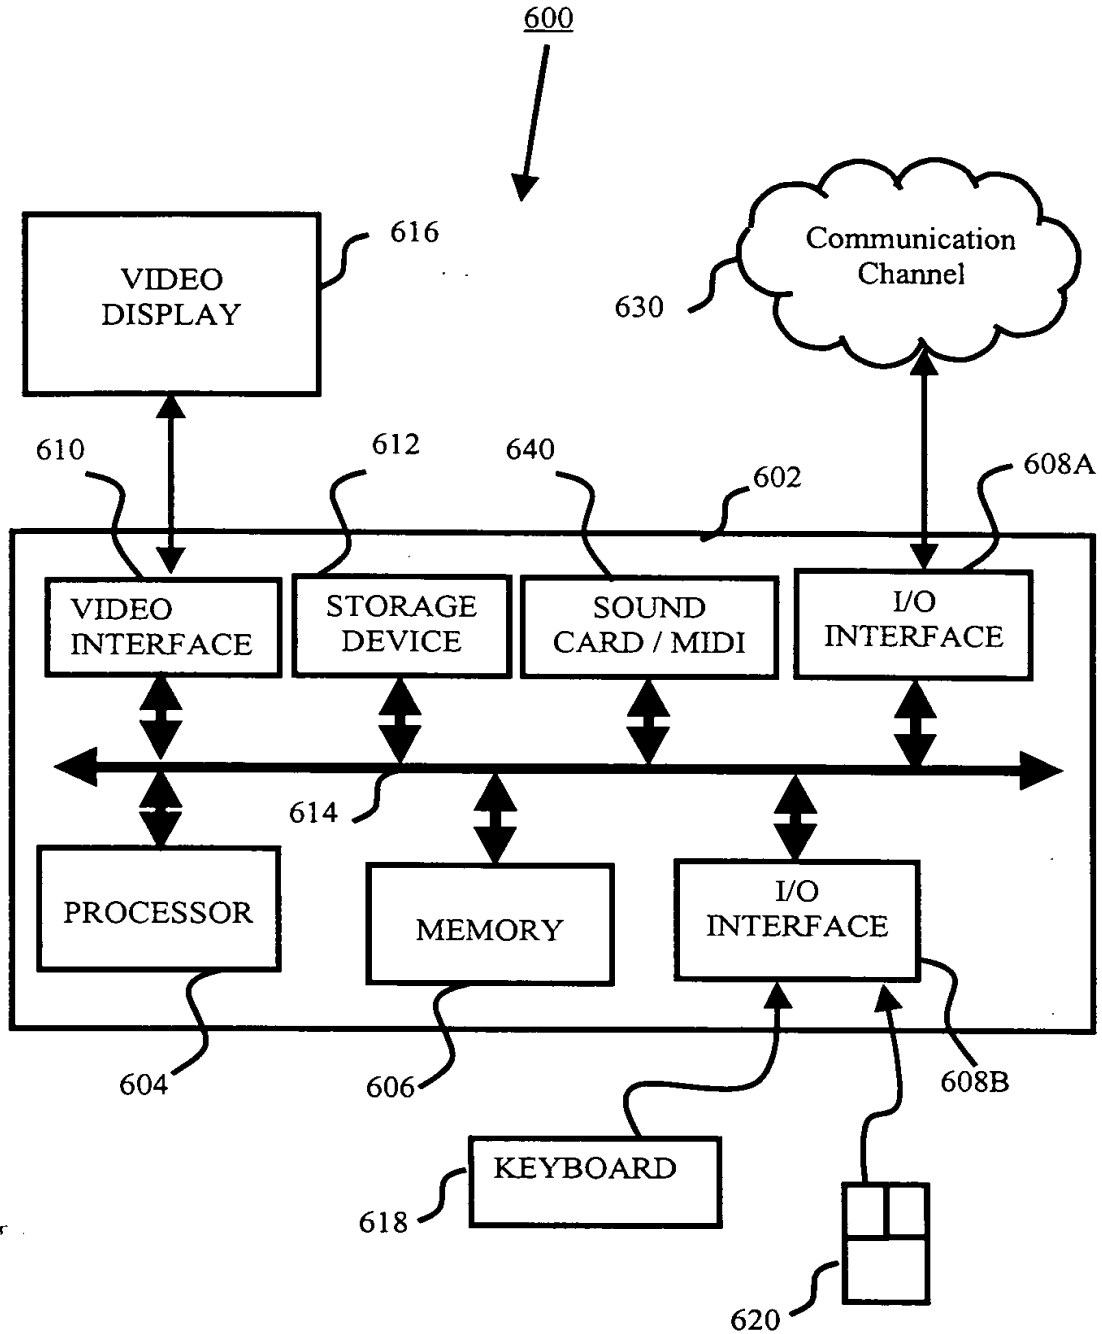 600
616
VIDEO
DISPLAY
Communication
Channel
630
610
612
640
602
608A
VIDEO
INTERFACE
STORAGE
DEVICE
SOUND
CARD / MIDI
I/O
INTERFACE
614
PROCESSOR
MEMORY
I/O
INTERFACE
604
606
608B
KEYBOARD
618
620